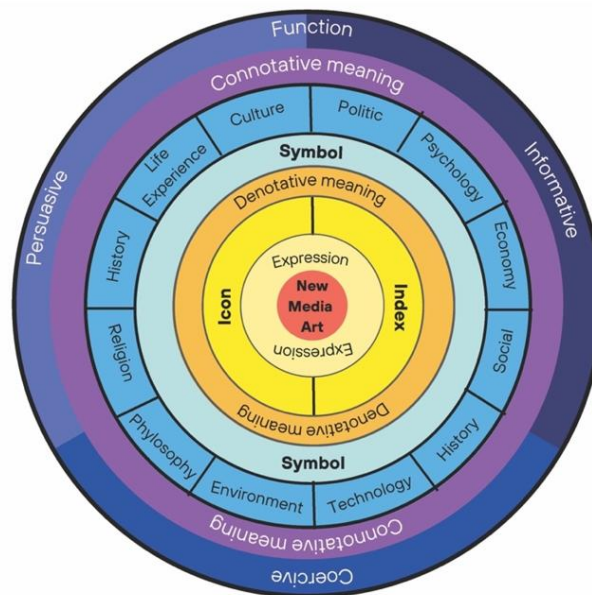 Function
Connotative meaning
Culture
Politic
Life
Experience
Psychology
Symbol
Denotative meaning
Persuasive
Informative
History
Economy
Expression
Icon
New
Media
Art
Index
Expression
Religion
Social
Denotative meaning
Phylosophy
History
Symbol
Environment
Technology
Connotative meaning
Coercive